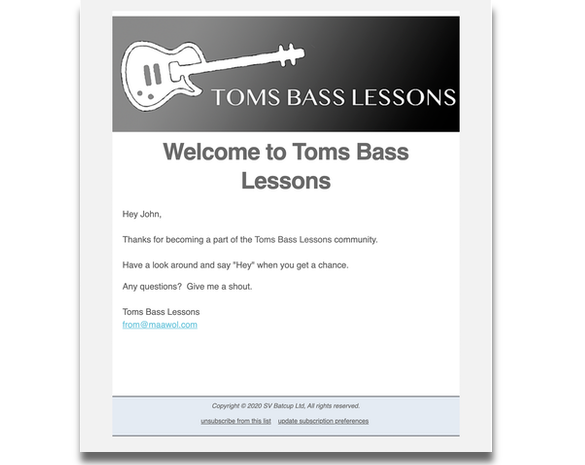 TOMS BASS LESSONS
Welcome to Toms Bass
Lessons
Hey John,
Thanks for becoming a part of the Toms Bass Lessons community.
Have a look around and say "Hey" when you get a chance.
Any questions?  Give me a shout.
Toms Bass Lessons
from@maawol.com
Copyright © 2020 SV Batcup Ltd, All rights reserved.
unsubscribe from this list    update subscription preferences